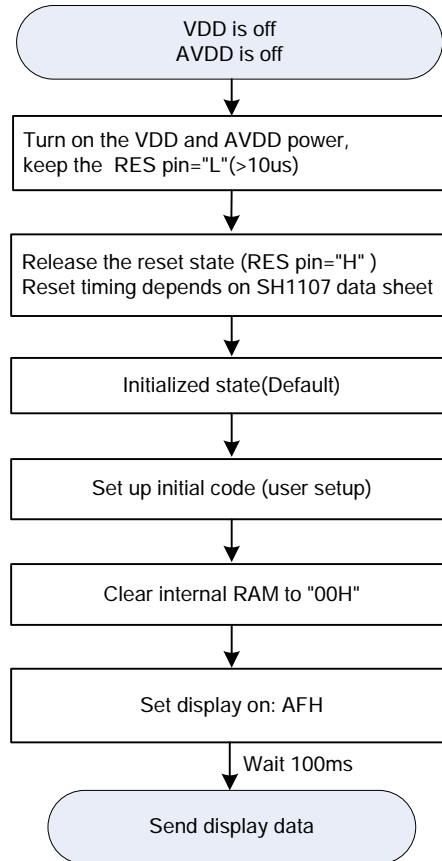 VDD is off
AVDD is off
Turn on the VDD and AVDD power,
keep the RES pin="L"(>10us)
Release the reset state (RES pin="H" )
Reset timing depends on SH1107 data sheet
Initialized state(Default)
Set up initial code (user setup)
Clear internal RAM to "00H"
Set display on: AFH
Wait 100ms
Send display data